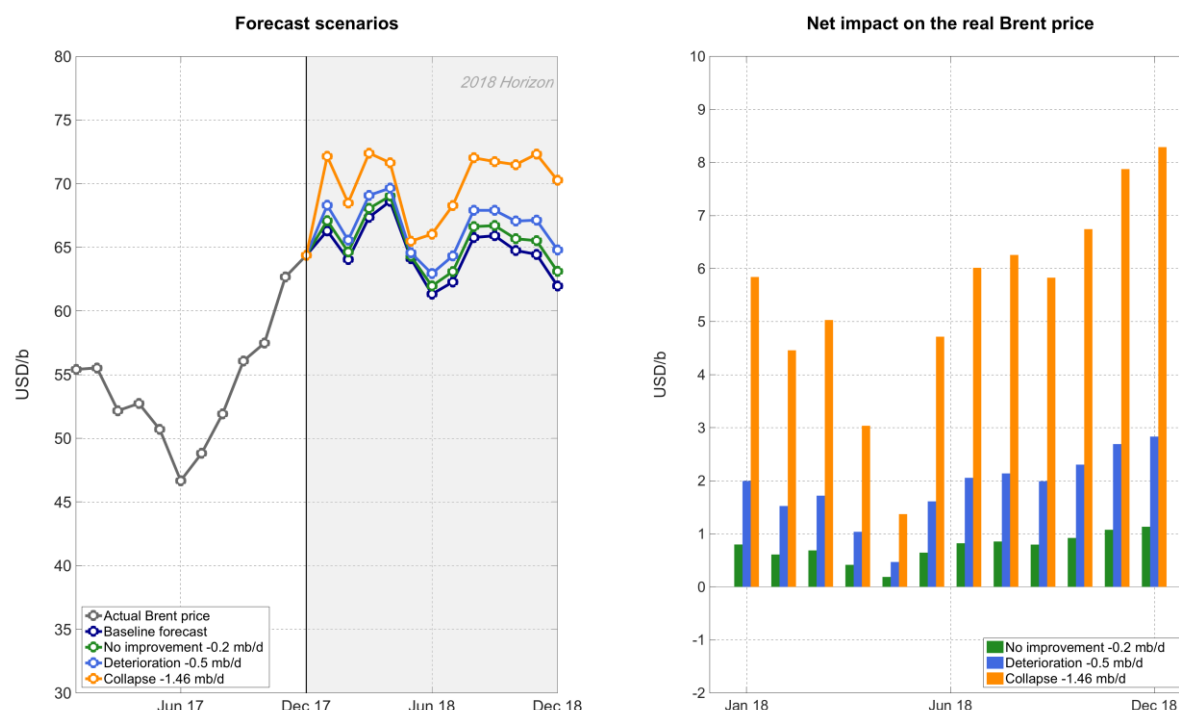 Forecast scenarios
80
75
70
65
60
55
50
45
40
35
30
USD/b
2018 Horizon
Actual Brent price
Baseline forecast
No improvement -0.2 mb/d
Deterioration -0.5 mb/d
Collapse -1.46 mb/d
Jun 17
Dec 17
Jun 18
Dec 18
Net impact on the real Brent price
10
9
8
7
6
5
4
3
2
1
0
-1
-2
USD/b
No improvement -0.2 mb/d
Deterioration -0.5 mb/d
Collapse -1.46 mb/d
Jan 18
Jun 18
Dec 18